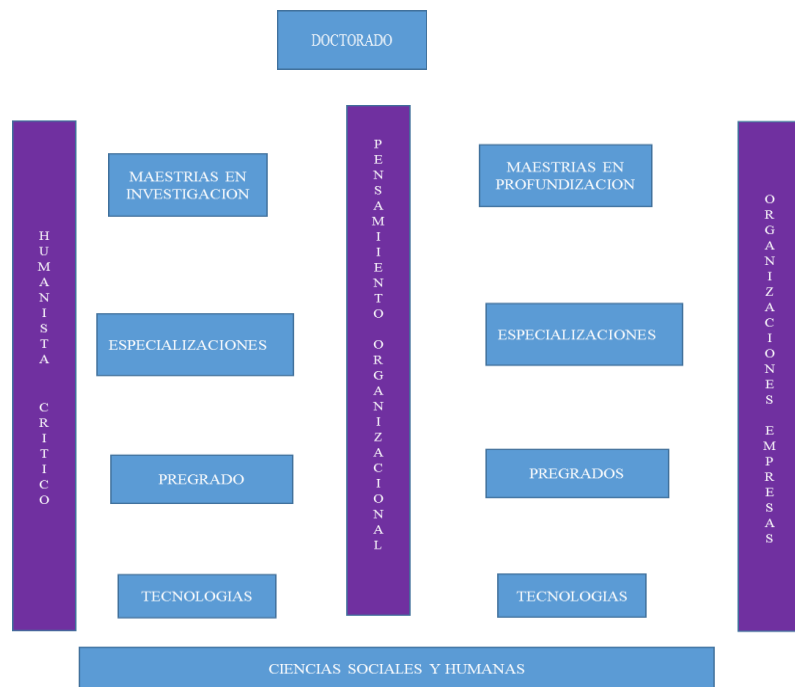 DOCTORADO
HUMANISTA CRITICO
MAESTRIAS EN
INVESTIGACION
ESPECIALIZACIONES
PREGRADO
TECNOLOGIAS
PENSAMIIENTO ORGANIZACIONAL
MAESTRIAS EN
PROFUNDIZACION
ESPECIALIZACIONES
PREGRADOS
TECNOLOGIAS
ORGANIZACIONES EMPRESAS
CIENCIAS SOCIALES Y HUMANAS